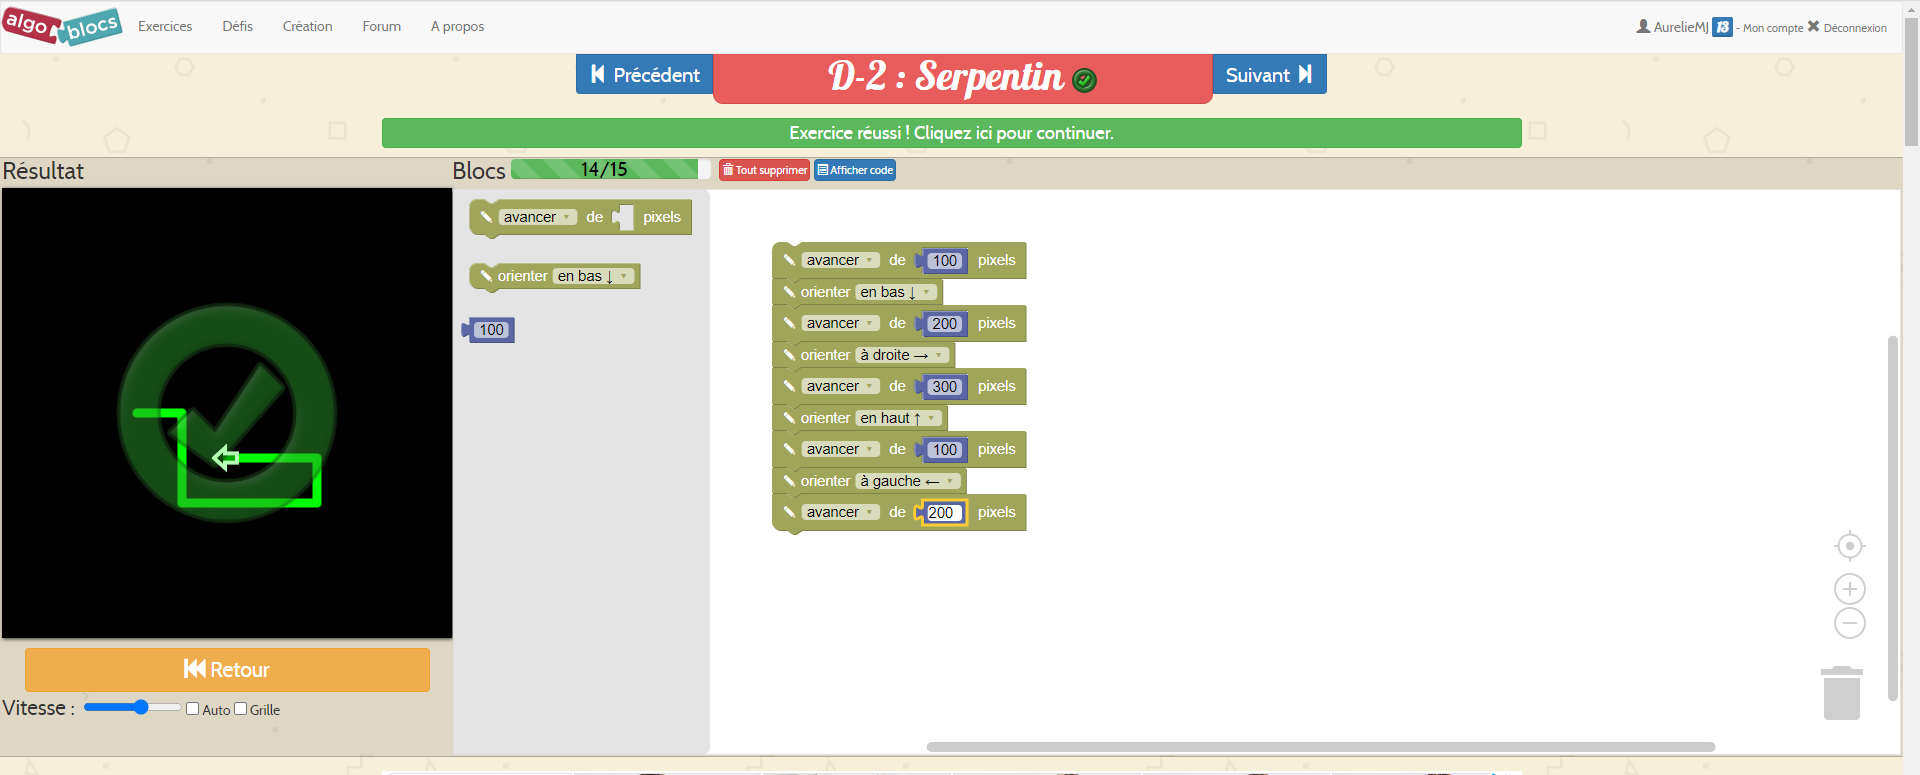 algo blocs Exercices Défis Création Forum A propos AurelieMJ 13 - Mon compte Déconnexion
Précédent D-2 : Serpentin Suivant
Exercice réussi ! Cliquez ici pour continuer.
Résultat Blocs 14/15 Tout supprimer Afficher code
avancer de pixels
orienter en bas ↓
100
avancer de 100 pixels
orienter en bas ↓
avancer de 200 pixels
orienter à droite →
avancer de 300 pixels
orienter en haut ↑
avancer de 100 pixels
orienter à gauche ←
avancer de 200 pixels
Retour
Vitesse : Auto Grille